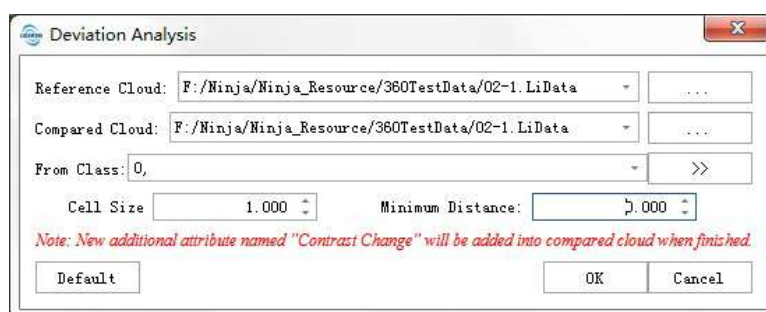 Deviation Analysis
Reference Cloud: F:/Ninja/Ninja_Resource/360TestData/02-1.LiData ...
Compared Cloud: F:/Ninja/Ninja_Resource/360TestData/02-1.LiData ...
From Class: 0, >>
Cell Size 1.000 Minimum Distance: .000
Note: New additional attribute named "Contrast Change" will be added into compared cloud when finished.
Default OK Cancel